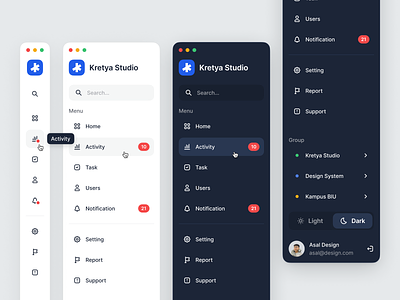 Activity
Kretya Studio
Search...
Menu
Home
Activity 10
Task
Users
Notification 21
Setting
Report
Support
Kretya Studio
Search...
Menu
Home
Activity 10
Task
Users
Notification 21
Setting
Report
Support
Task
Users
Notification 21
Setting
Report
Support
Group
Kretya Studio
Design System
Kampus BIU
Light Dark
Asal Design
asal@design.com